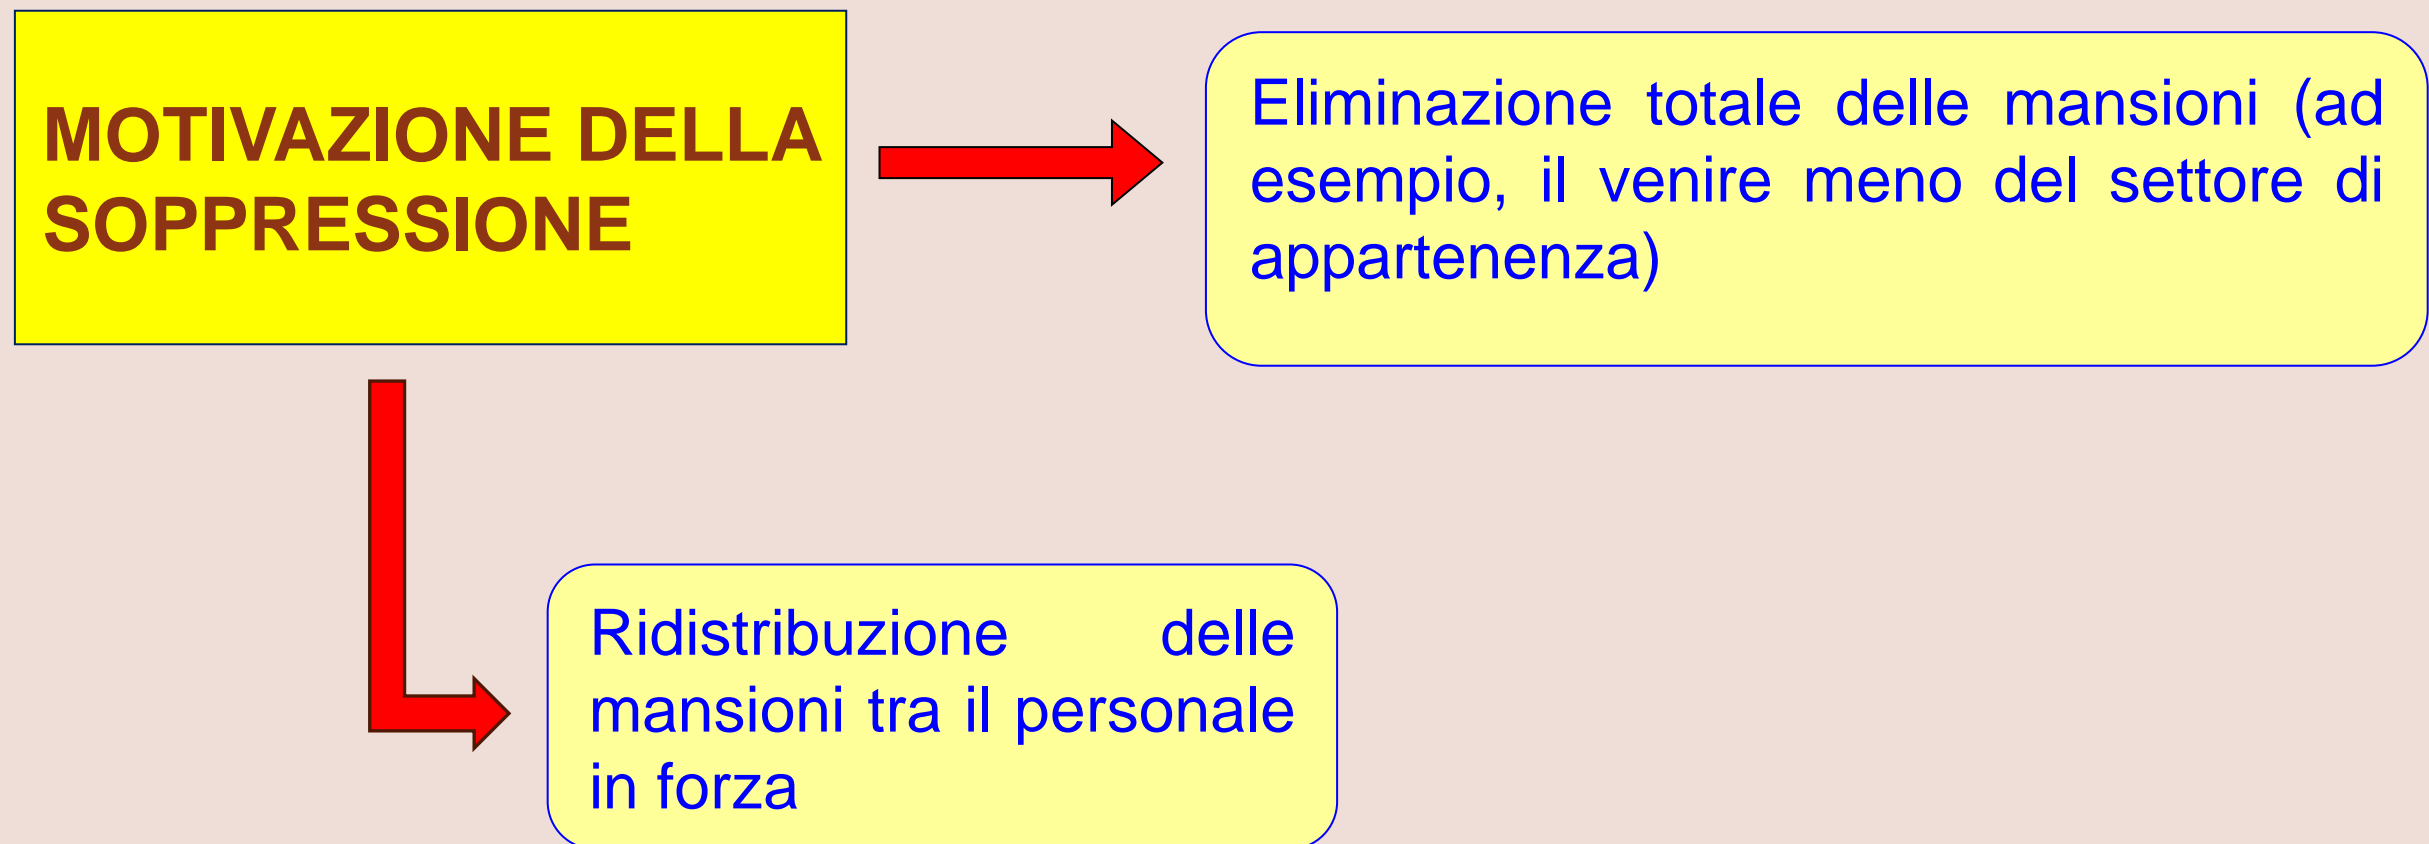 MOTIVAZIONE DELLA
SOPPRESSIONE
Eliminazione totale delle mansioni (ad
esempio, il venire meno del settore di
appartenenza)
Ridistribuzione delle
mansioni tra il personale
in forza